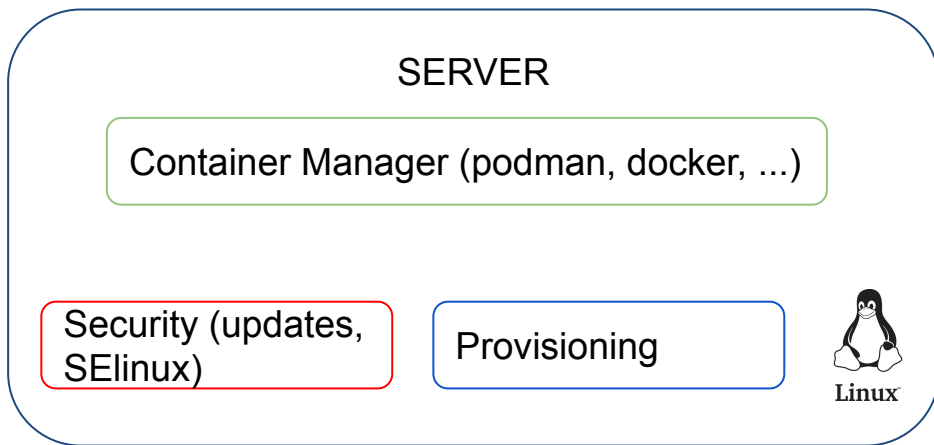 SERVER
Container Manager (podman, docker, ...)
Security (updates,
SElinux)
Provisioning
Linux